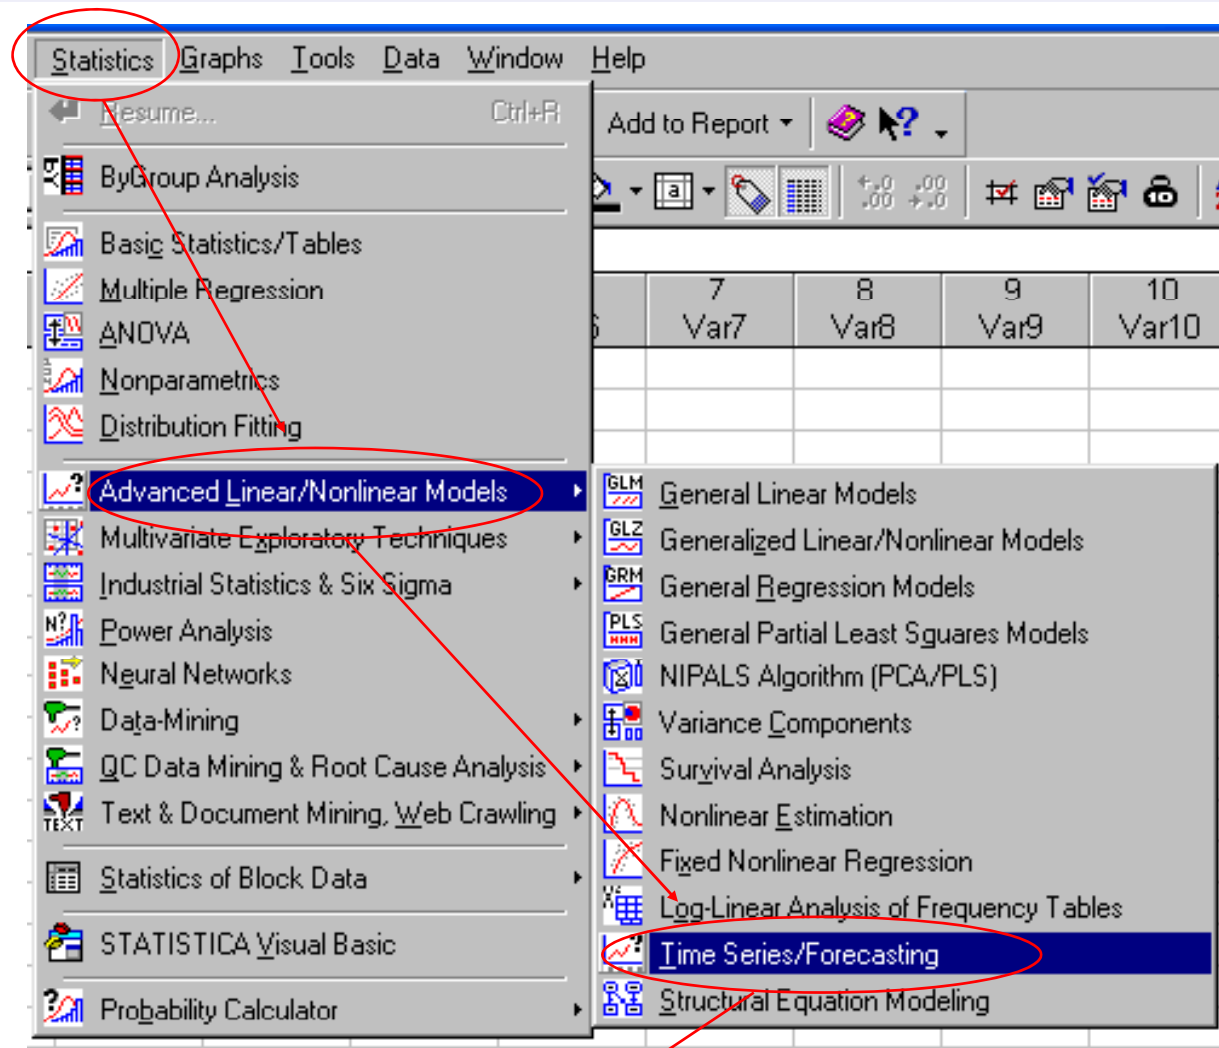 Statistics Graphs Tools Data Window Help
Resume... Ctrl+R
Add to Report
ByGroup Analysis
a
Basic Statistics/Tables
Multiple Regression
ANOVA
Nonparametrics
Distribution Fitting
7 8 9 10
Var7 Var8 Var9 Var10
Advanced Linear/Nonlinear Models
Multivariate Exploratory Techniques
Industrial Statistics & Six Sigma
Power Analysis
Neural Networks
Data-Mining
QC Data Mining & Root Cause Analysis
TEXT Text & Document Mining, Web Crawling
Statistics of Block Data
STATISTICA Visual Basic
Probability Calculator
GLM General Linear Models
GLZ Generalized Linear/Nonlinear Models
GRM General Regression Models
PLS General Partial Least Squares Models
NIPALS Algorithm (PCA/PLS)
Variance Components
Survival Analysis
Nonlinear Estimation
Fixed Nonlinear Regression
Log-Linear Analysis of Frequency Tables
Time Series/Forecasting
Structural Equation Modeling